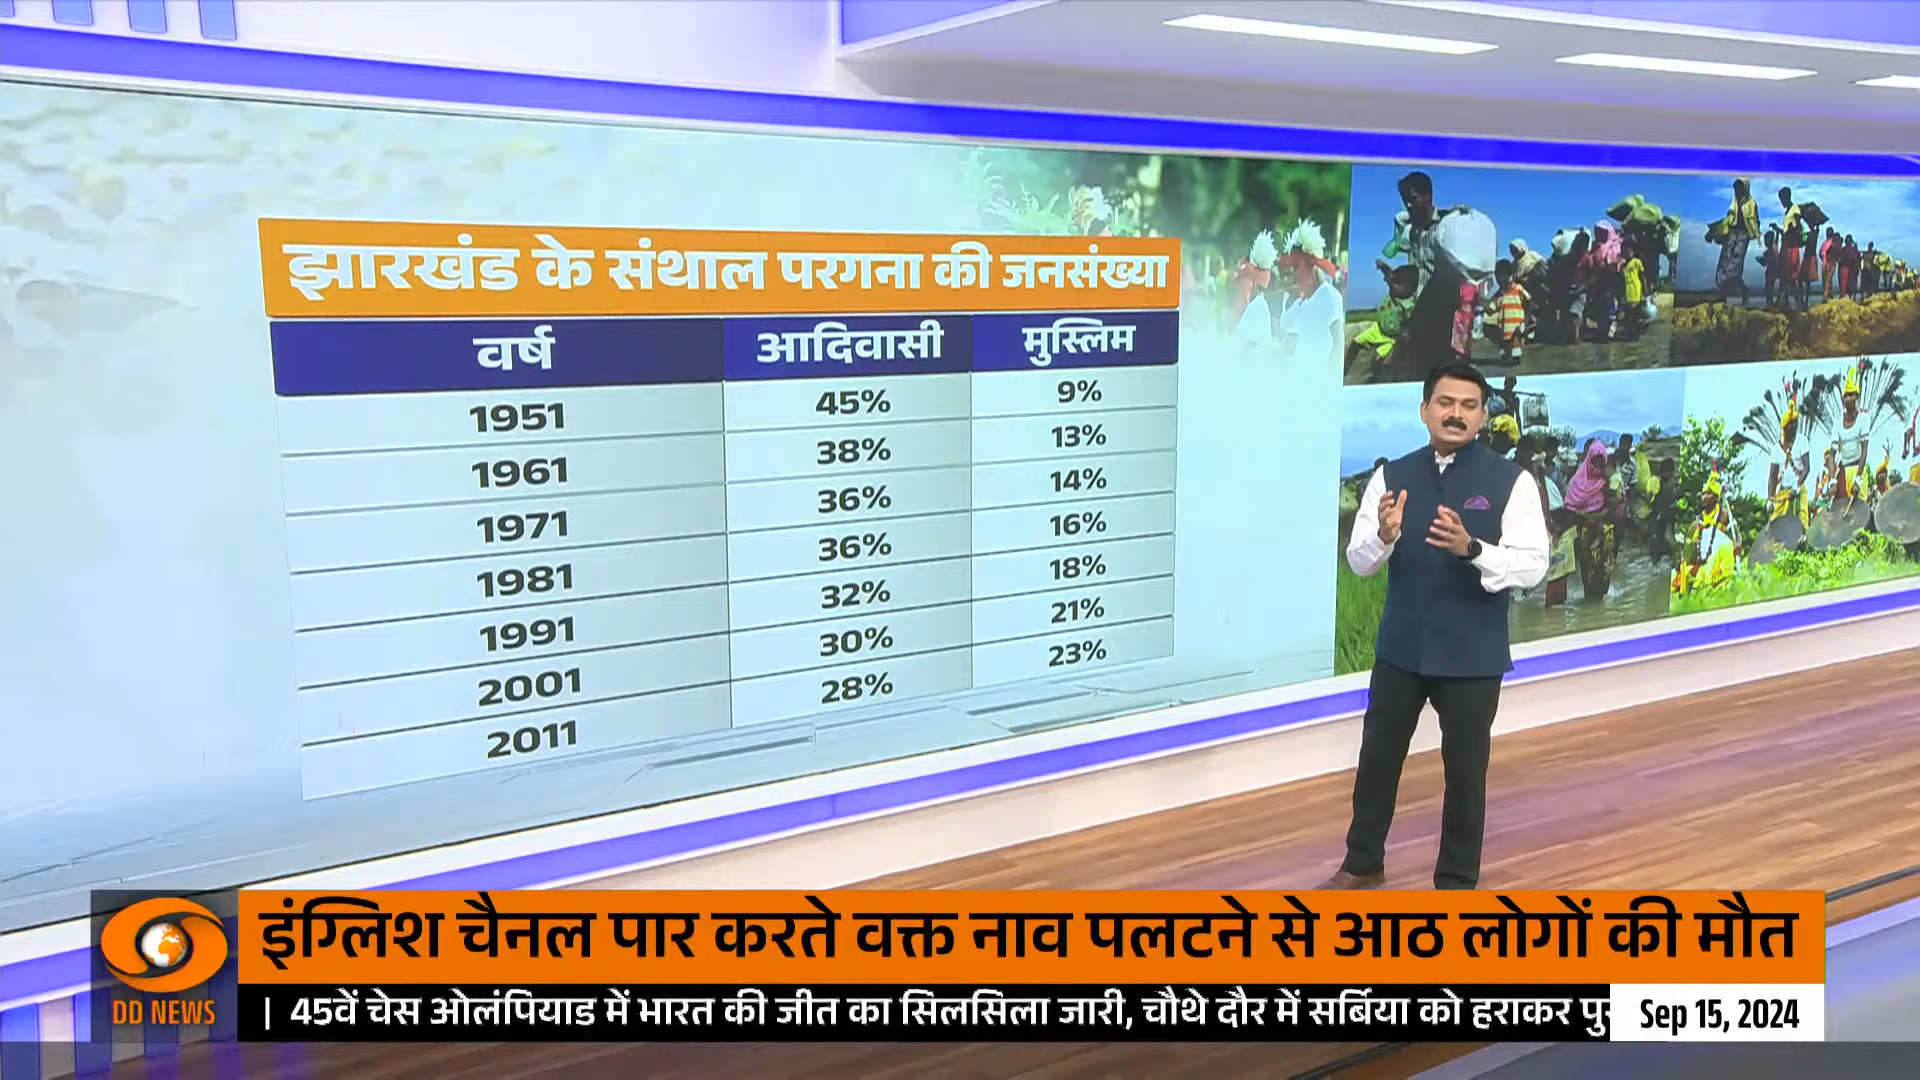 झारखंड के संथाल परगना की जनसंख्या
वर्ष आदिवासी मुस्लिम
1951 45% 9%
1961 38% 13%
1971 36% 14%
1981 36% 16%
1991 32% 18%
2001 30% 21%
2011 28% 23%
इंग्लिश चैनल पार करते वक्त नाव पलटने से आठ लोगों की मौत
DD NEWS
| 45वें चेस ओलंपियाड में भारत की जीत का सिलसिला जारी, चौथे दौर में सर्बिया को हराकर
Sep 15, 2024